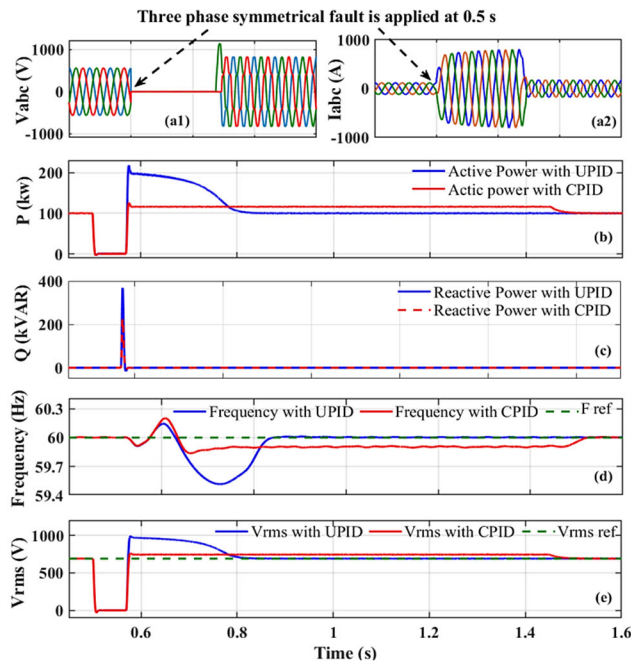 Three phase symmetrical fault is applied at 0.5 s
Vabc (V)
1000
0
-1000
(a1)
Iabc (A)
1000
0
-1000
(a2)
P (kw)
200
100
0
Active Power with UPID
Actic power with CPID
(b)
Q (kVAR)
400
200
0
Reactive Power with UPID
Reactive Power with CPID
(c)
Frequency (Hz)
60.3
60
59.7
59.4
Frequency with UPID
Frequency with CPID
F ref
(d)
Vrms (V)
1000
500
0
Vrms with UPID
Vrms with CPID
Vrms ref
(e)
0.6
0.8
1
1.2
1.4
1.6
Time (s)